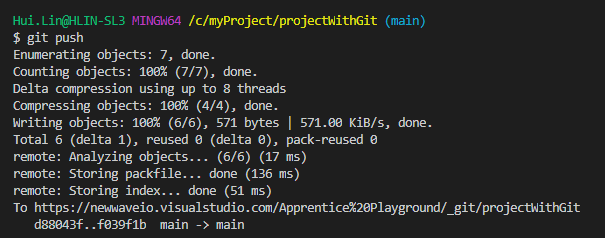 Hui.Lin@HLIN-SL3 MINGW64 /c/myProject/projectWithGit (main)
$ git push
Enumerating objects: 7, done.
Counting objects: 100% (7/7), done.
Delta compression using up to 8 threads
Compressing objects: 100% (4/4), done.
Writing objects: 100% (6/6), 571 bytes | 571.00 KiB/s, done.
Total 6 (delta 1), reused 0 (delta 0), pack-reused 0
remote: Analyzing objects... (6/6) (17 ms)
remote: Storing packfile... done (136 ms)
remote: Storing index... done (51 ms)
To https://newwaveio.visualstudio.com/Apprentice%20Playground/_git/projectWithGit
   d88043f..f039f1b  main -> main